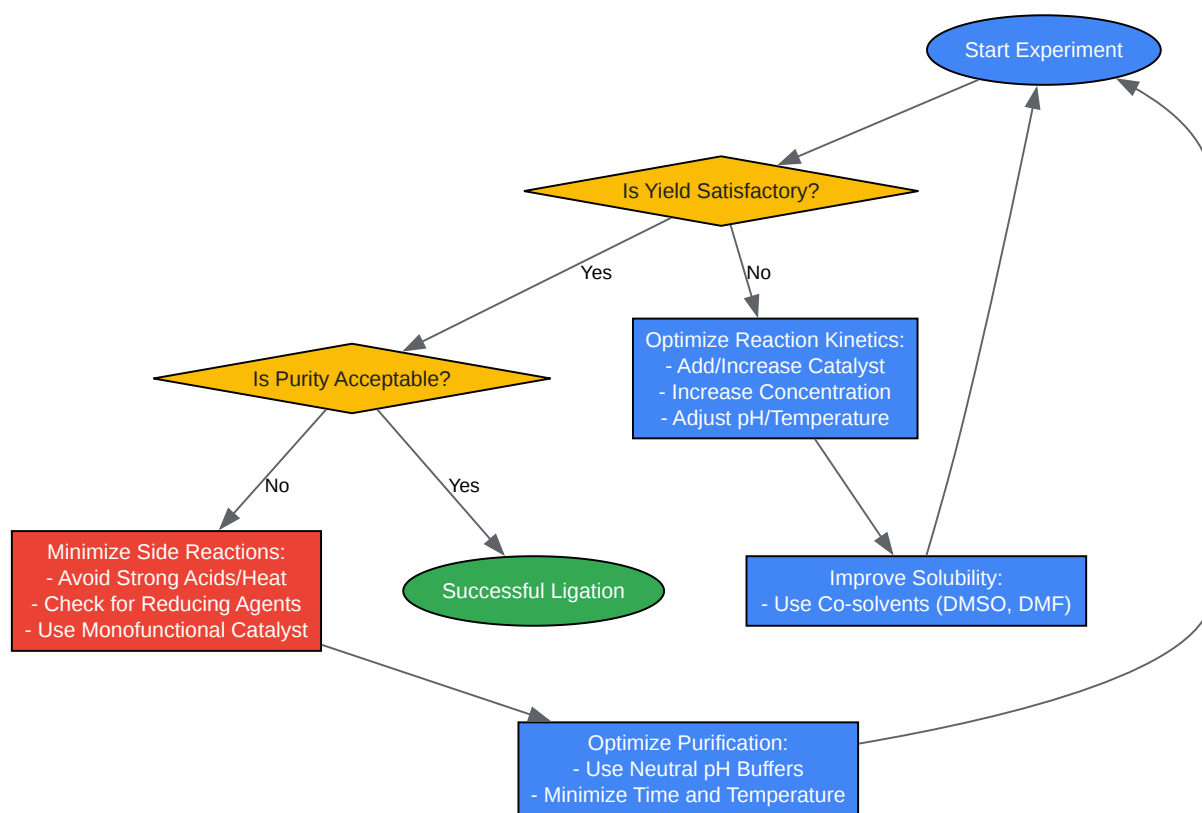 Start Experiment
Is Yield Satisfactory?
Yes
No
Optimize Reaction Kinetics:
- Add/Increase Catalyst
- Increase Concentration
- Adjust pH/Temperature
Is Purity Acceptable?
No
Yes
Minimize Side Reactions:
- Avoid Strong Acids/Heat
- Check for Reducing Agents
- Use Monofunctional Catalyst
Successful Ligation
Improve Solubility:
- Use Co-solvents (DMSO, DMF)
Optimize Purification:
- Use Neutral pH Buffers
- Minimize Time and Temperature